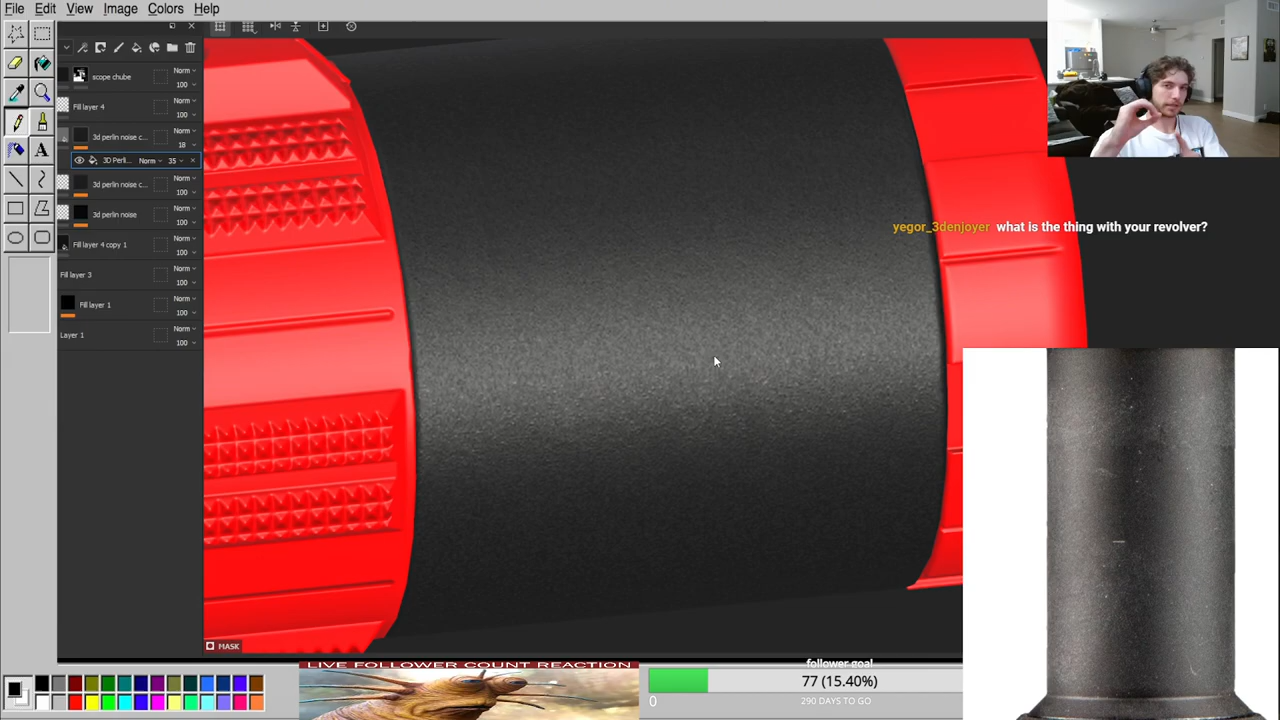 File Edit View Image Colors Help
scope chube Norm 100
Fill layer 4 Norm 100
3d perlin noise c... Norm 18
3D Perli... Norm 35
3d perlin noise c... Norm 100
3d perlin noise Norm 100
Fill layer 4 copy 1 Norm 100
Fill layer 3 Norm 100
Fill layer 1 Norm 100
Layer 1 Norm 100
yegor_3denjoyer what is the thing with your revolver?
MASK
A
LIVE FOLLOWER COUNT REACTION
follower goal
77 (15.40%)
0
290 DAYS TO GO